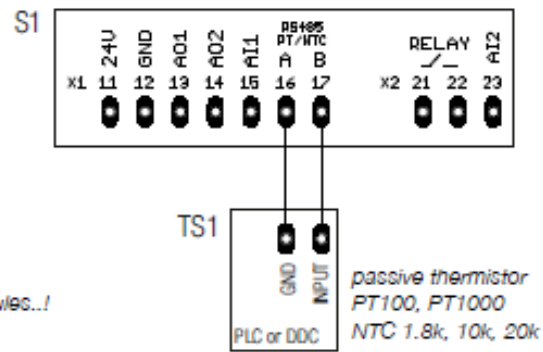 S1
RS485
PT/NTC
24V GND AO1 AO2 AI1 A B RELAY AI2
X1 11 12 13 14 15 16 17 X2 21 22 23
TS1
GND INPUT
PLC or DDC
passive thermistor
PT100, PT1000
NTC 1.8k, 10k, 20k